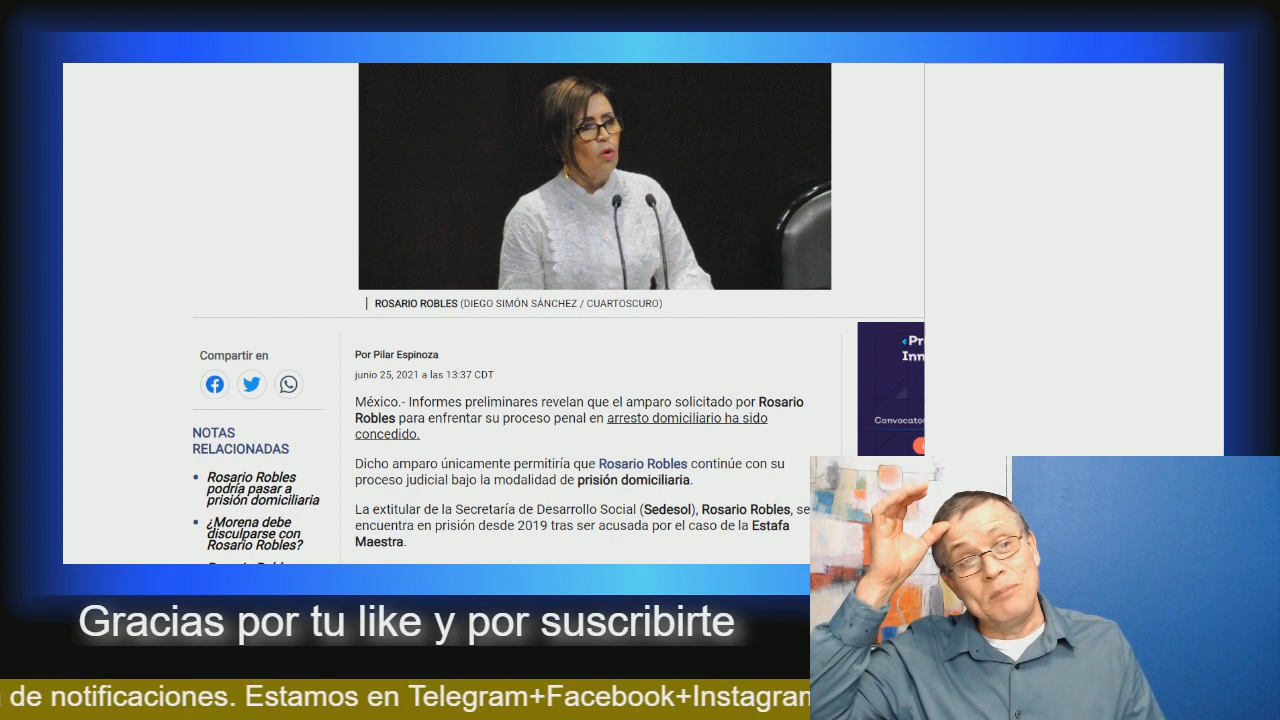 ROSARIO ROBLES (DIEGO SIMÓN SÁNCHEZ / CUARTOSCURO)
Compartir en
NOTAS
RELACIONADAS
Rosario Robles
podría pasar a
prisión domiciliaria
¿Morena debe
disculparse con
Rosario Robles?
Por Pilar Espinoza
junio 25, 2021 a las 13:37 CDT
México.- Informes preliminares revelan que el amparo solicitado por Rosario
Robles para enfrentar su proceso penal en arresto domiciliario ha sido
concedido.
Dicho amparo únicamente permitiría que Rosario Robles continúe con su
proceso judicial bajo la modalidad de prisión domiciliaria.
La extitular de la Secretaría de Desarrollo Social (Sedesol), Rosario Robles, se
encuentra en prisión desde 2019 tras ser acusada por el caso de la Estafa
Maestra.
Pr
Inn
Convocator
Gracias por tu like y por suscribirte
de notificaciones. Estamos en Telegram+Facebook+Instagran